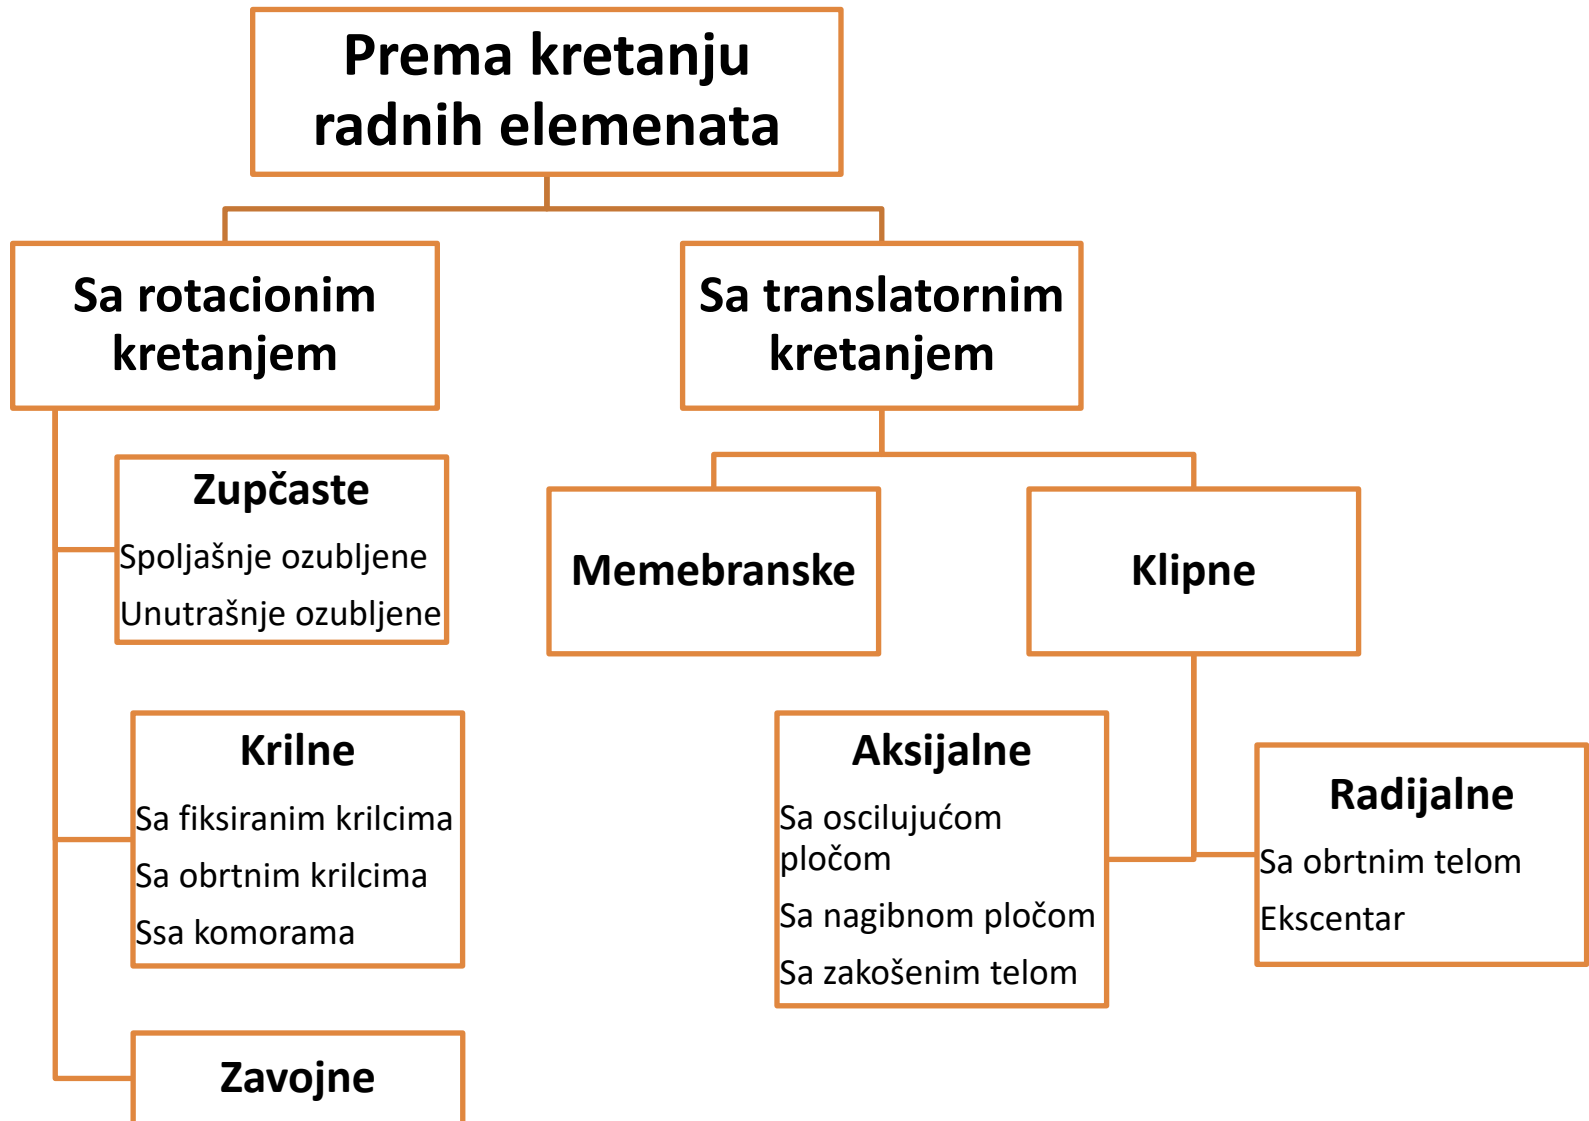 Prema kretanju
radnih elemenata
Sa rotacionim
kretanjem
Sa translatornim
kretanjem
Zupčaste
Spoljašnje ozubljene
Unutrašnje ozubljene
Memebranske
Klipne
Krilne
Sa fiksiranim krilcima
Sa obrtnim krilcima
Ssa komorama
Aksijalne
Sa oscilujućom
pločom
Sa nagibnom pločom
Sa zakošenim telom
Radijalne
Sa obrtnim telom
Ekscentar
Zavojne